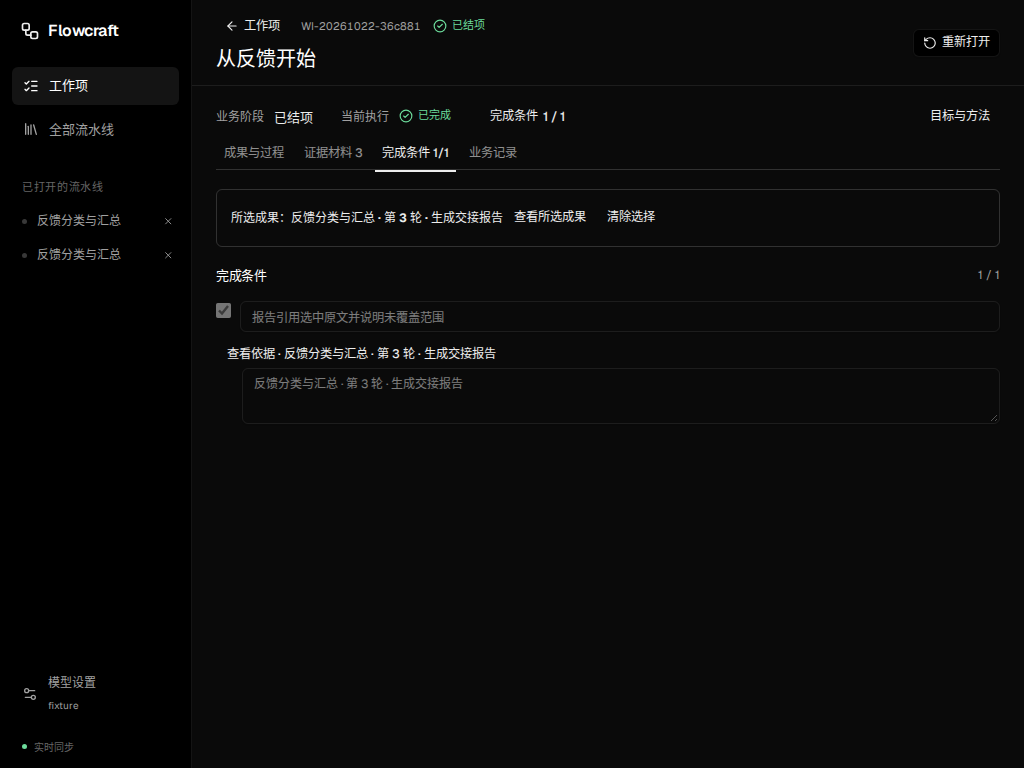 Flowcraft
工作项
全部流水线
已打开的流水线
反馈分类与汇总
反馈分类与汇总
模型设置
fixture
实时同步
工作项 WI-20261022-36c881 已结项
从反馈开始
重新打开
业务阶段 已结项 当前执行 已完成 完成条件 1 / 1 目标与方法
成果与过程 证据材料 3 完成条件 1/1 业务记录
所选成果：反馈分类与汇总 · 第 3 轮 · 生成交接报告 查看所选成果 清除选择
完成条件 1 / 1
报告引用选中原文并说明未覆盖范围
查看依据 · 反馈分类与汇总 · 第 3 轮 · 生成交接报告
反馈分类与汇总 · 第 3 轮 · 生成交接报告